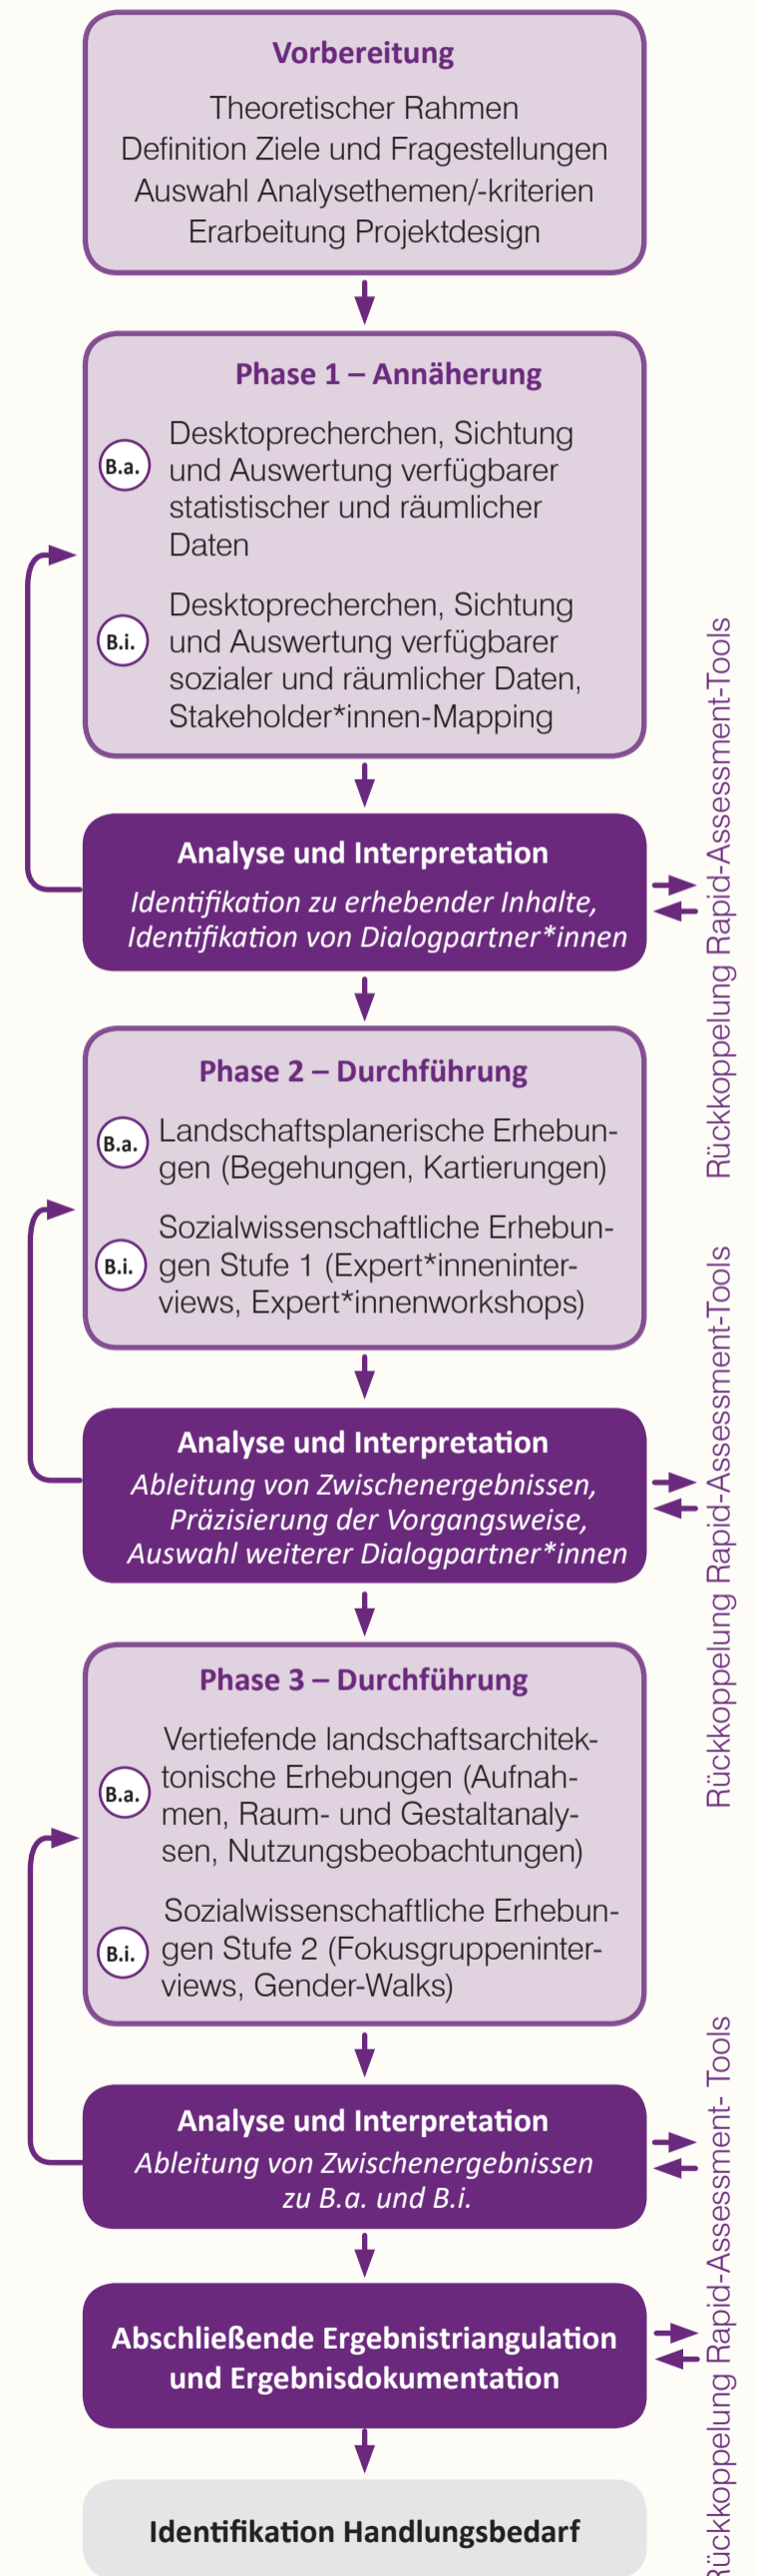 Vorbereitung
Theoretischer Rahmen
Definition Ziele und Fragestellungen
Auswahl Analysethemen/-kriterien
Erarbeitung Projektdesign
Phase 1 – Annäherung
B.a.
Desktoprecherchen, Sichtung
und Auswertung verfügbarer
statistischer und räumlicher
Daten
B.i.
Desktoprecherchen, Sichtung
und Auswertung verfügbarer
sozialer und räumlicher Daten,
Stakeholder*innen-Mapping
Analyse und Interpretation
Identifikation zu erhebender Inhalte,
Identifikation von Dialogpartner*innen
Rückkoppelung Rapid-Assessment-Tools
Phase 2 – Durchführung
B.a.
Landschaftsplanerische Erhebun-
gen (Begehungen, Kartierungen)
B.i.
Sozialwissenschaftliche Erhebun-
gen Stufe 1 (Expert*inneninter-
views, Expert*innenworkshops)
Analyse und Interpretation
Ableitung von Zwischenergebnissen,
Präzisierung der Vorgangsweise,
Auswahl weiterer Dialogpartner*innen
Rückkoppelung Rapid-Assessment-Tools
Phase 3 – Durchführung
B.a.
Vertiefende landschaftsarchitek-
tonische Erhebungen (Aufnah-
men, Raum- und Gestaltanaly-
sen, Nutzungsbeobachtungen)
B.i.
Sozialwissenschaftliche Erhebun-
gen Stufe 2 (Fokusgruppeninter-
views, Gender-Walks)
Analyse und Interpretation
Ableitung von Zwischenergebnissen
zu B.a. und B.i.
Abschließende Ergebnistriangulation
und Ergebnisdokumentation
Rückkoppelung Rapid-Assessment- Tools
Identifikation Handlungsbedarf